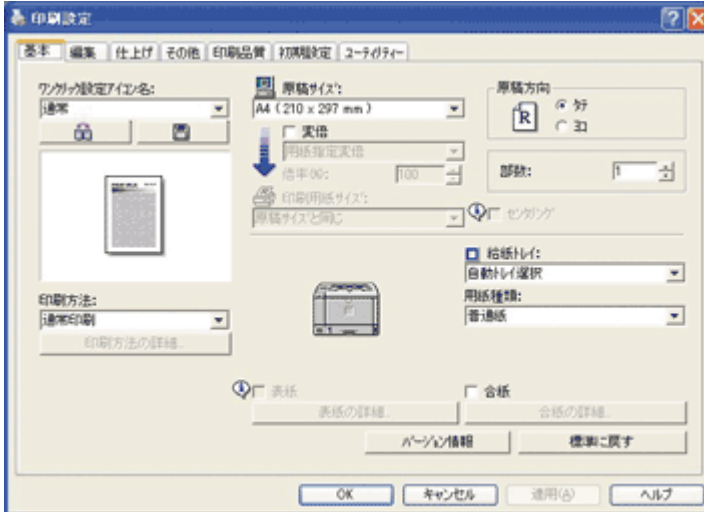 印刷設定
基本 編集 仕上げ その他 印刷品質 初期設定 ユーティリティー
ワンクリック設定アイコン名:
通常
原稿サイズ:
A4 (210 x 297 mm)
変倍
用紙指定変倍
倍率(%): 100
印刷用紙サイズ:
原稿サイズと同じ
原稿方向
R
タテ
ヨコ
部数: 1
センタリング
印刷方法:
通常印刷
印刷方法の詳細...
給紙トレイ:
自動トレイ選択
用紙種類:
普通紙
表紙
表紙の詳細...
合紙
合紙の詳細...
バージョン情報 標準に戻す
OK キャンセル 適用(A) ヘルプ